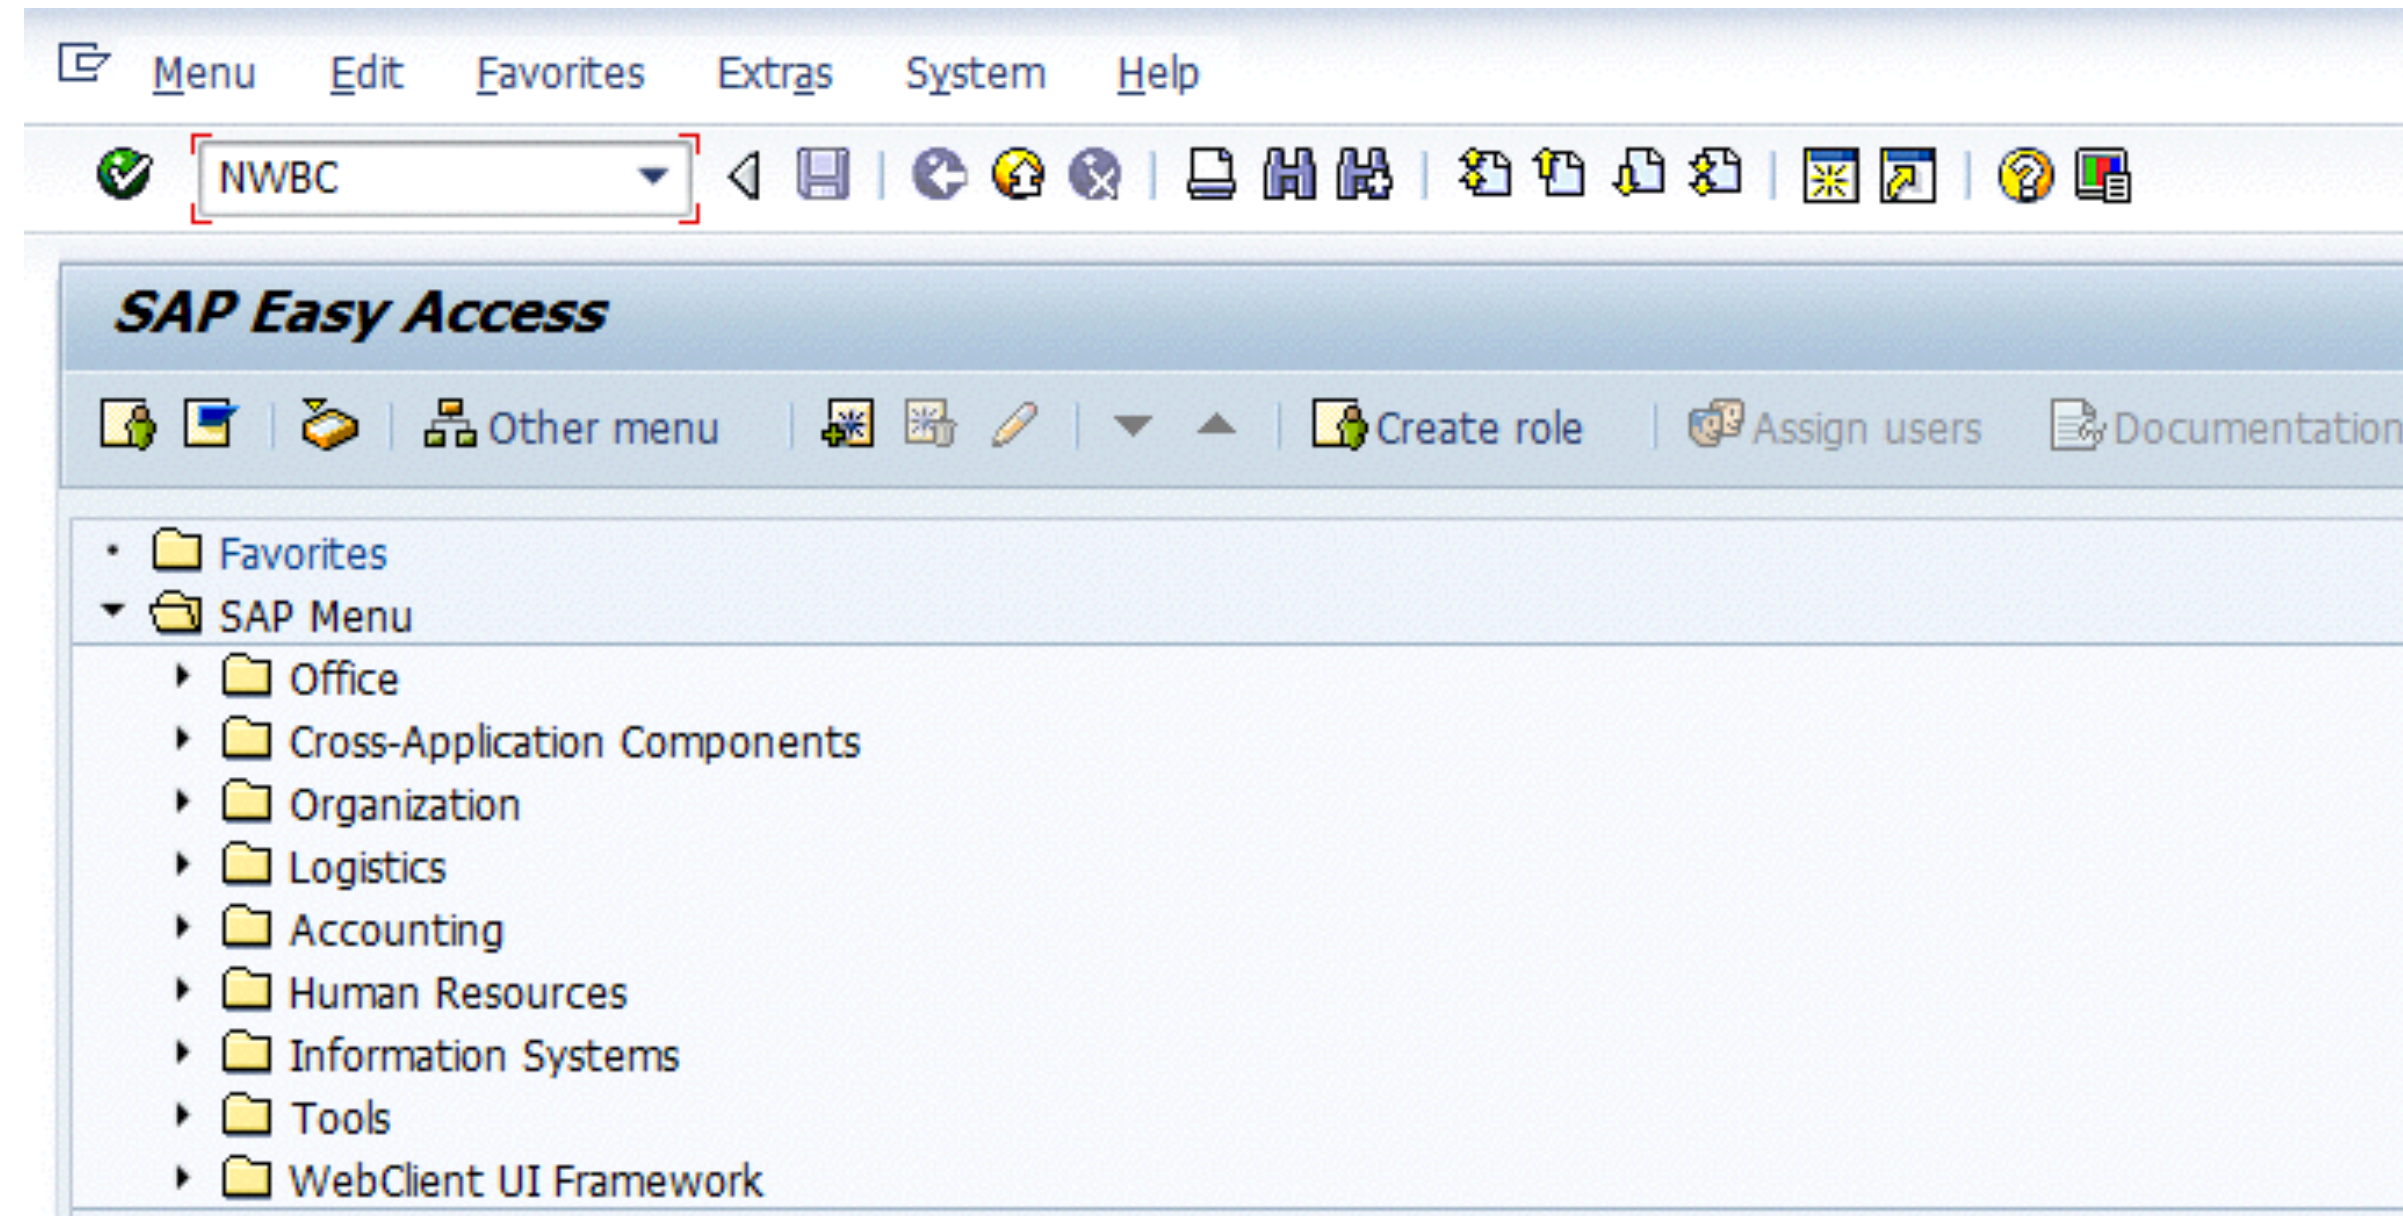 Menu Edit Favorites Extras System Help
NWBC
SAP Easy Access
Other menu Create role Assign users Documentation
Favorites
SAP Menu
Office
Cross-Application Components
Organization
Logistics
Accounting
Human Resources
Information Systems
Tools
WebClient UI Framework